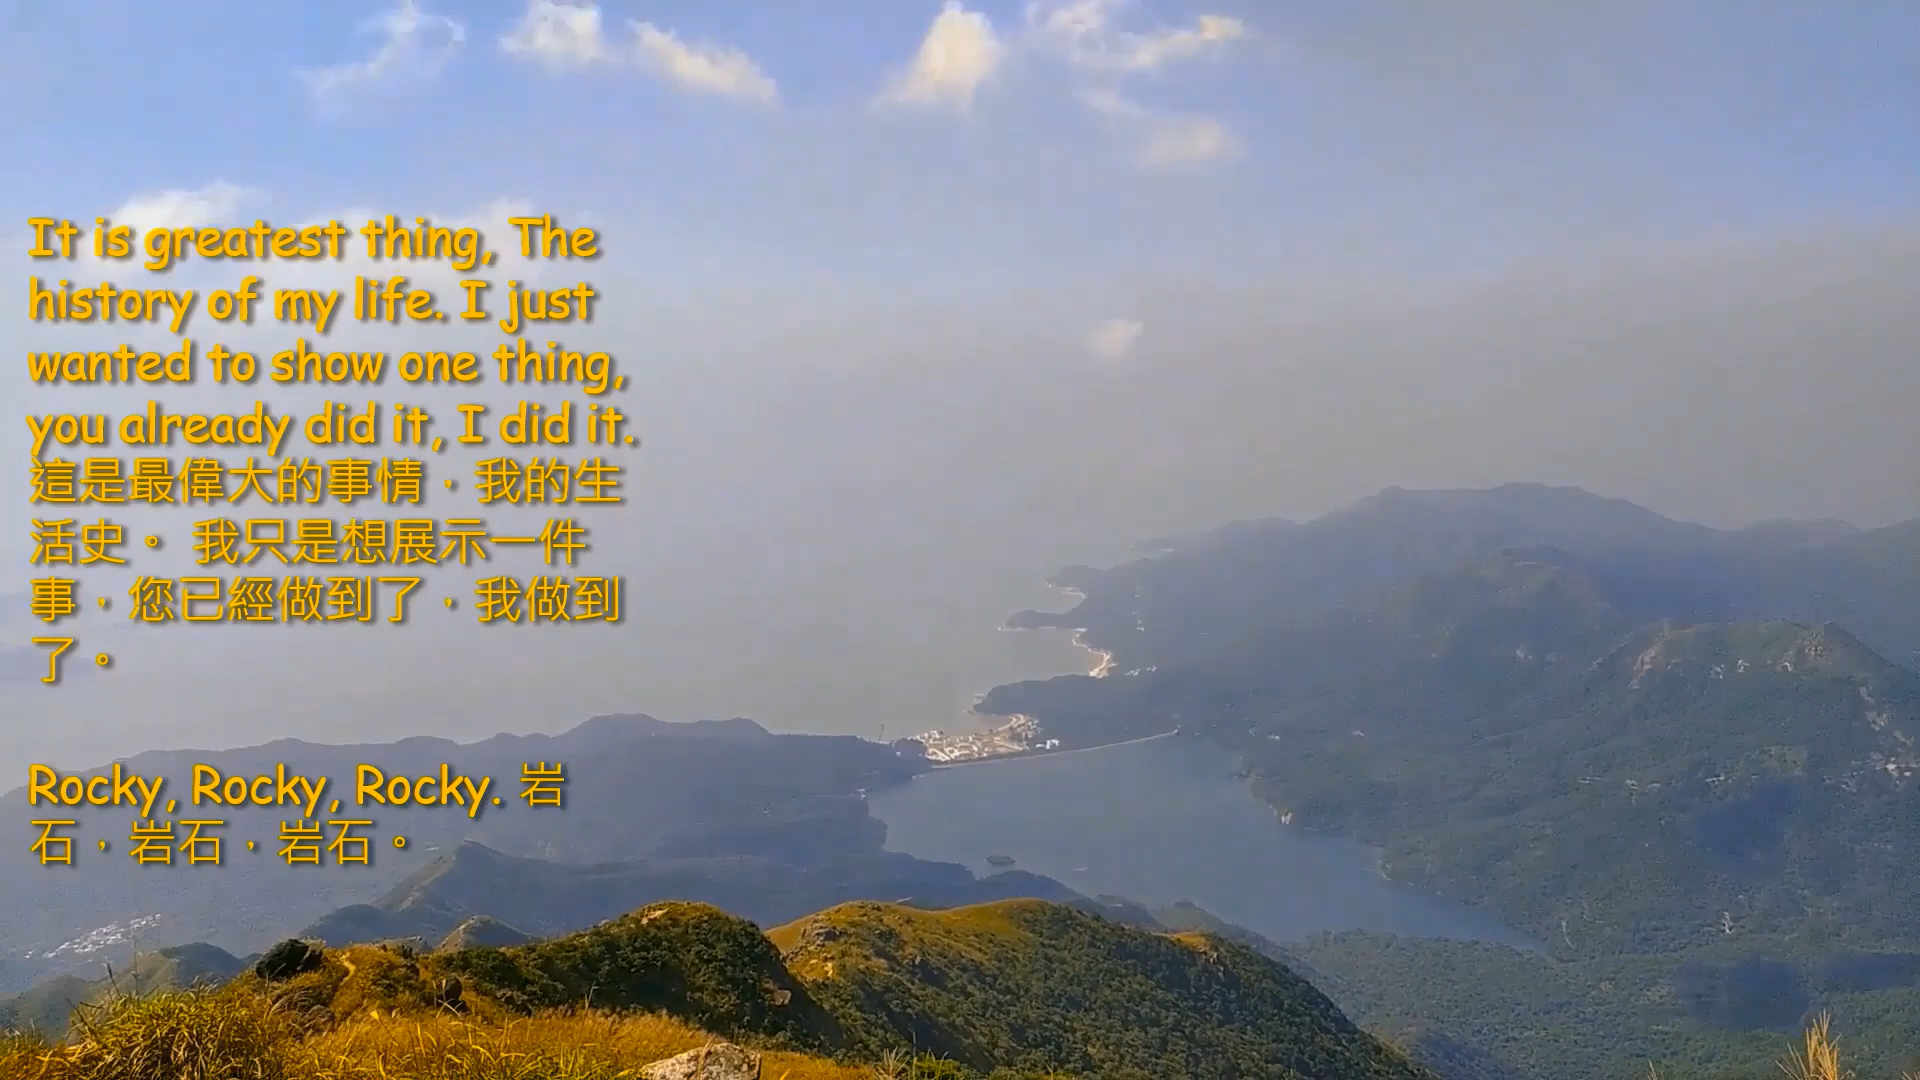 It is greatest thing, The
history of my life. I just
wanted to show one thing,
you already did it, I did it.
這是最偉大的事情，我的生
活史。 我只是想展示一件
事，您已經做到了，我做到
了。
Rocky, Rocky, Rocky. 岩
石，岩石，岩石。